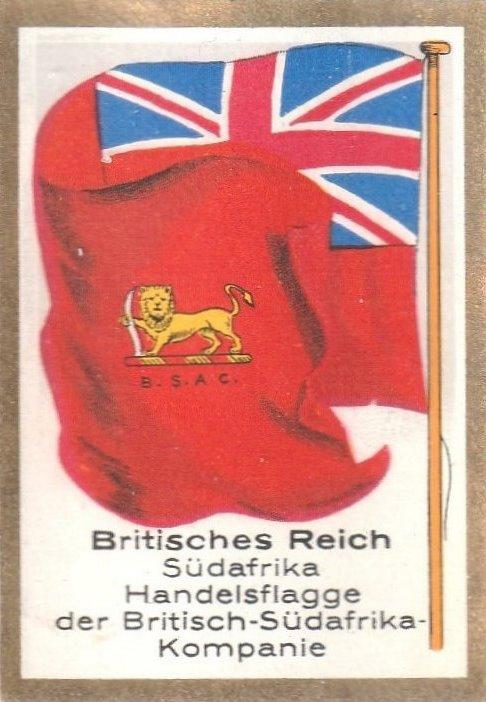 B. S. A C.
Britisches Reich
Südafrika
Handelsflagge
der Britisch-Südafrika-
Kompanie